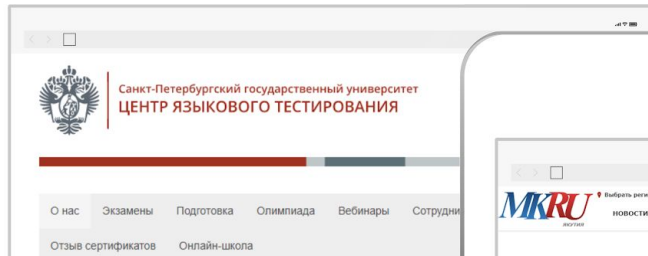 Санкт-Петербургский государственный университет
ЦЕНТР ЯЗЫКОВОГО ТЕСТИРОВАНИЯ
О нас Экзамены Подготовка Олимпиада Вебинары Сотрудни
Отзыв сертификатов Онлайн-школа
MKRU
Выбрать реги
НОВОСТИ